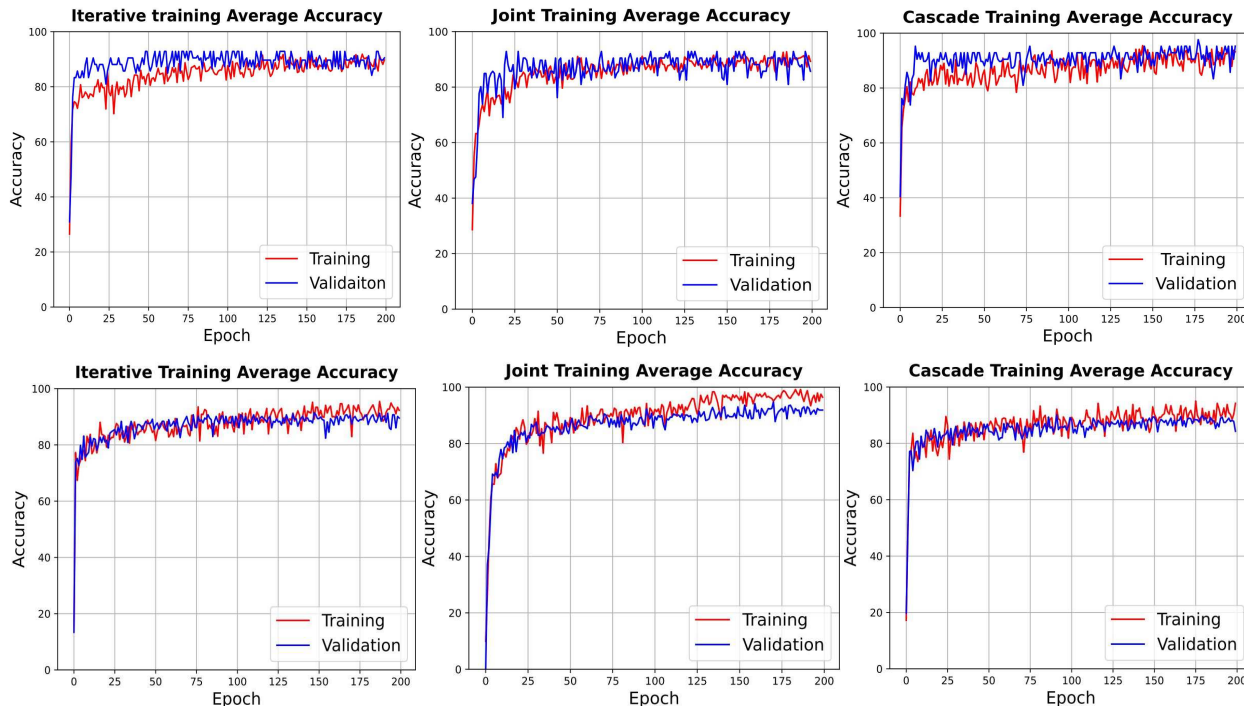 Iterative training Average Accuracy
100
80
60
40
20
0
Accuracy
0 25 50 75 100 125 150 175 200
Epoch
Training
Validaiton
Joint Training Average Accuracy
100
80
60
40
20
0
Accuracy
0 25 50 75 100 125 150 175 200
Epoch
Training
Validation
Cascade Training Average Accuracy
100
80
60
40
20
0
Accuracy
0 25 50 75 100 125 150 175 200
Epoch
Training
Validation
Iterative Training Average Accuracy
100
80
60
40
20
0
Accuracy
0 25 50 75 100 125 150 175 200
Epoch
Training
Validation
Joint Training Average Accuracy
100
80
60
40
20
0
Accuracy
0 25 50 75 100 125 150 175 200
Epoch
Training
Validation
Cascade Training Average Accuracy
100
80
60
40
20
0
Accuracy
0 25 50 75 100 125 150 175 200
Epoch
Training
Validation